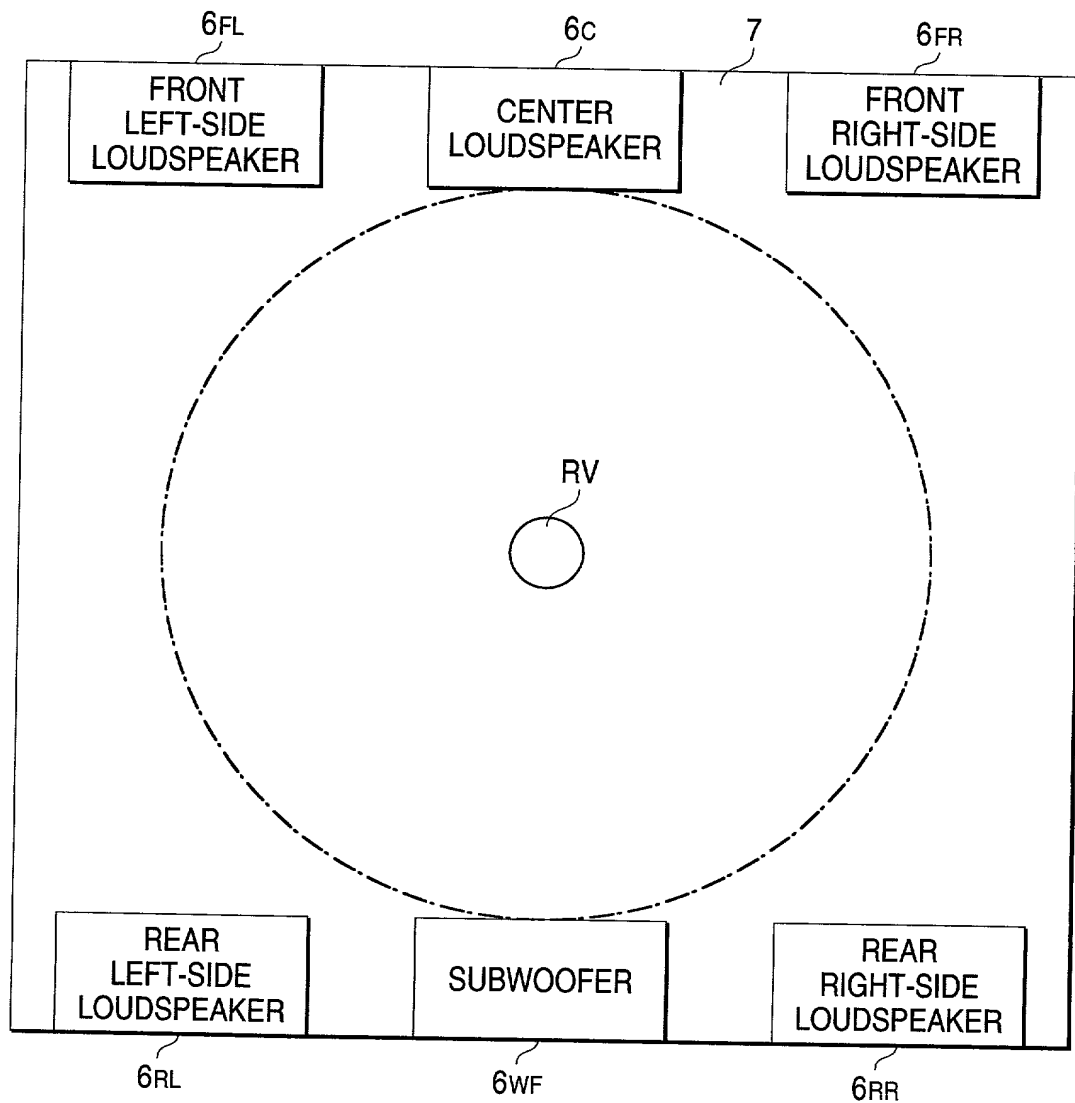 6FL
6C
7
6FR
FRONT
LEFT-SIDE
LOUDSPEAKER
CENTER
LOUDSPEAKER
FRONT
RIGHT-SIDE
LOUDSPEAKER
RV
REAR
LEFT-SIDE
LOUDSPEAKER
SUBWOOFER
REAR
RIGHT-SIDE
LOUDSPEAKER
6RL
6WF
6RR